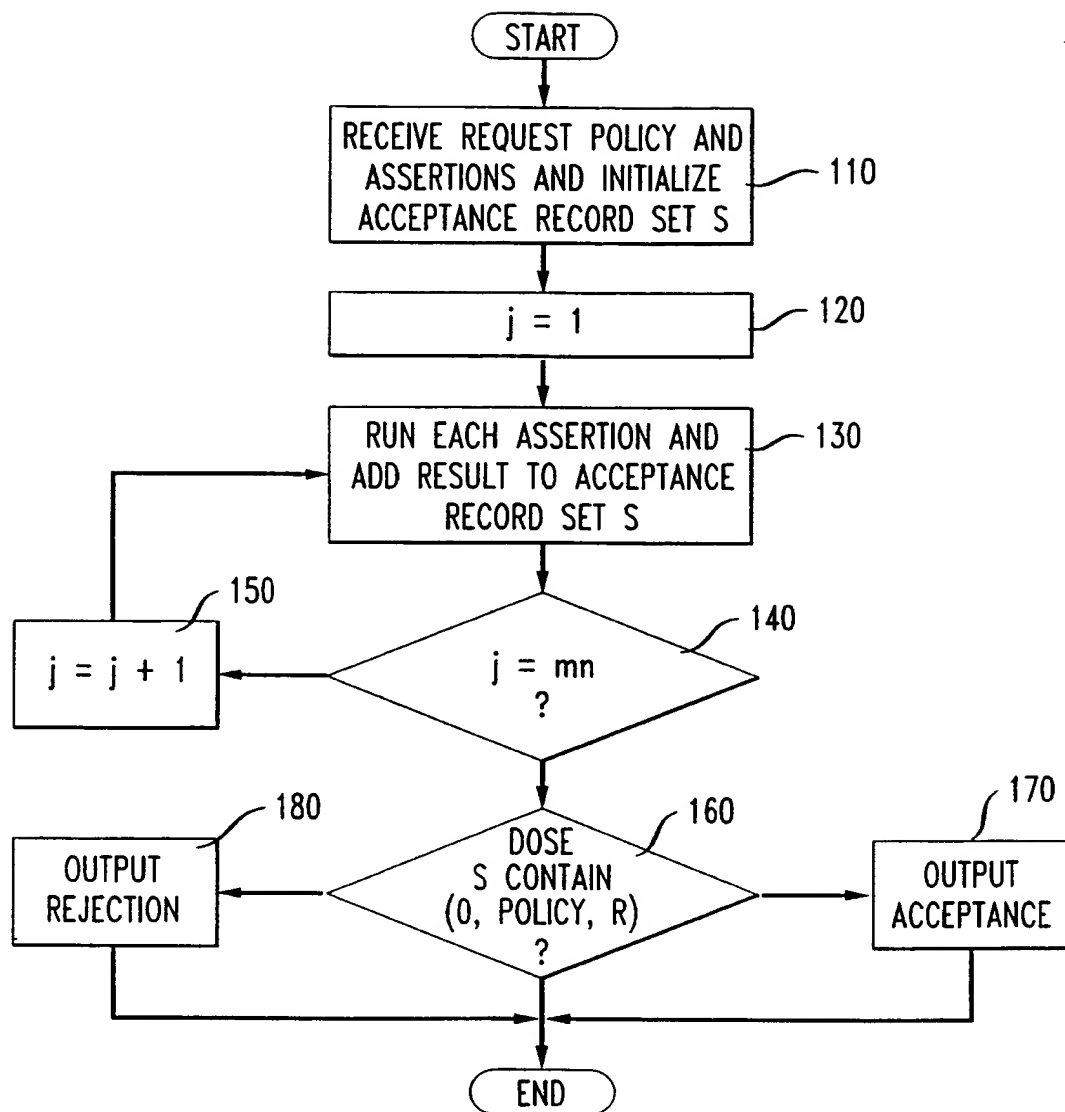 START
RECEIVE REQUEST POLICY AND
ASSERTIONS AND INITIALIZE
ACCEPTANCE RECORD SET S
110
j = 1
120
RUN EACH ASSERTION AND
ADD RESULT TO ACCEPTANCE
RECORD SET S
130
150
j = j + 1
140
j = mn
?
180
OUTPUT
REJECTION
160
DOSE
S CONTAIN
(0, POLICY, R)
?
170
OUTPUT
ACCEPTANCE
END